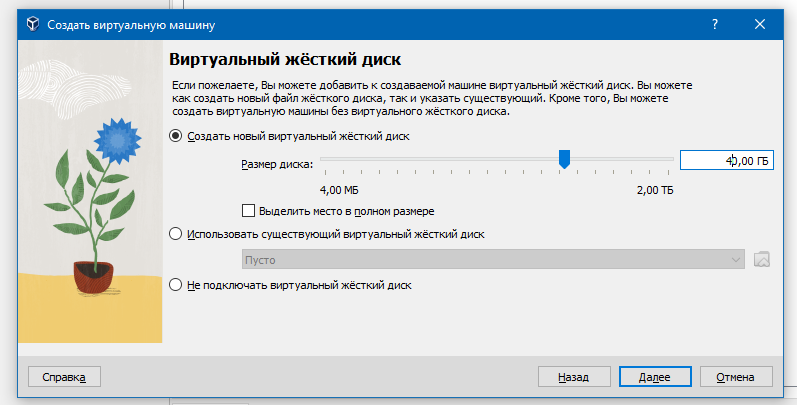 Создать виртуальную машину
Виртуальный жёсткий диск
Если пожелаете, Вы можете добавить к создаваемой машине виртуальный жёсткий диск. Вы можете
как создать новый файл жёсткого диска, так и указать существующий. Кроме того, Вы можете
создать виртуальную машины без виртуального жёсткого диска.
Создать новый виртуальный жёсткий диск
Размер диска:
40,00 ГБ
4,00 МБ
2,00 ТБ
Выделить место в полном размере
Использовать существующий виртуальный жёсткий диск
Пусто
Не подключать виртуальный жёсткий диск
Справка
Назад
Далее
Отмена